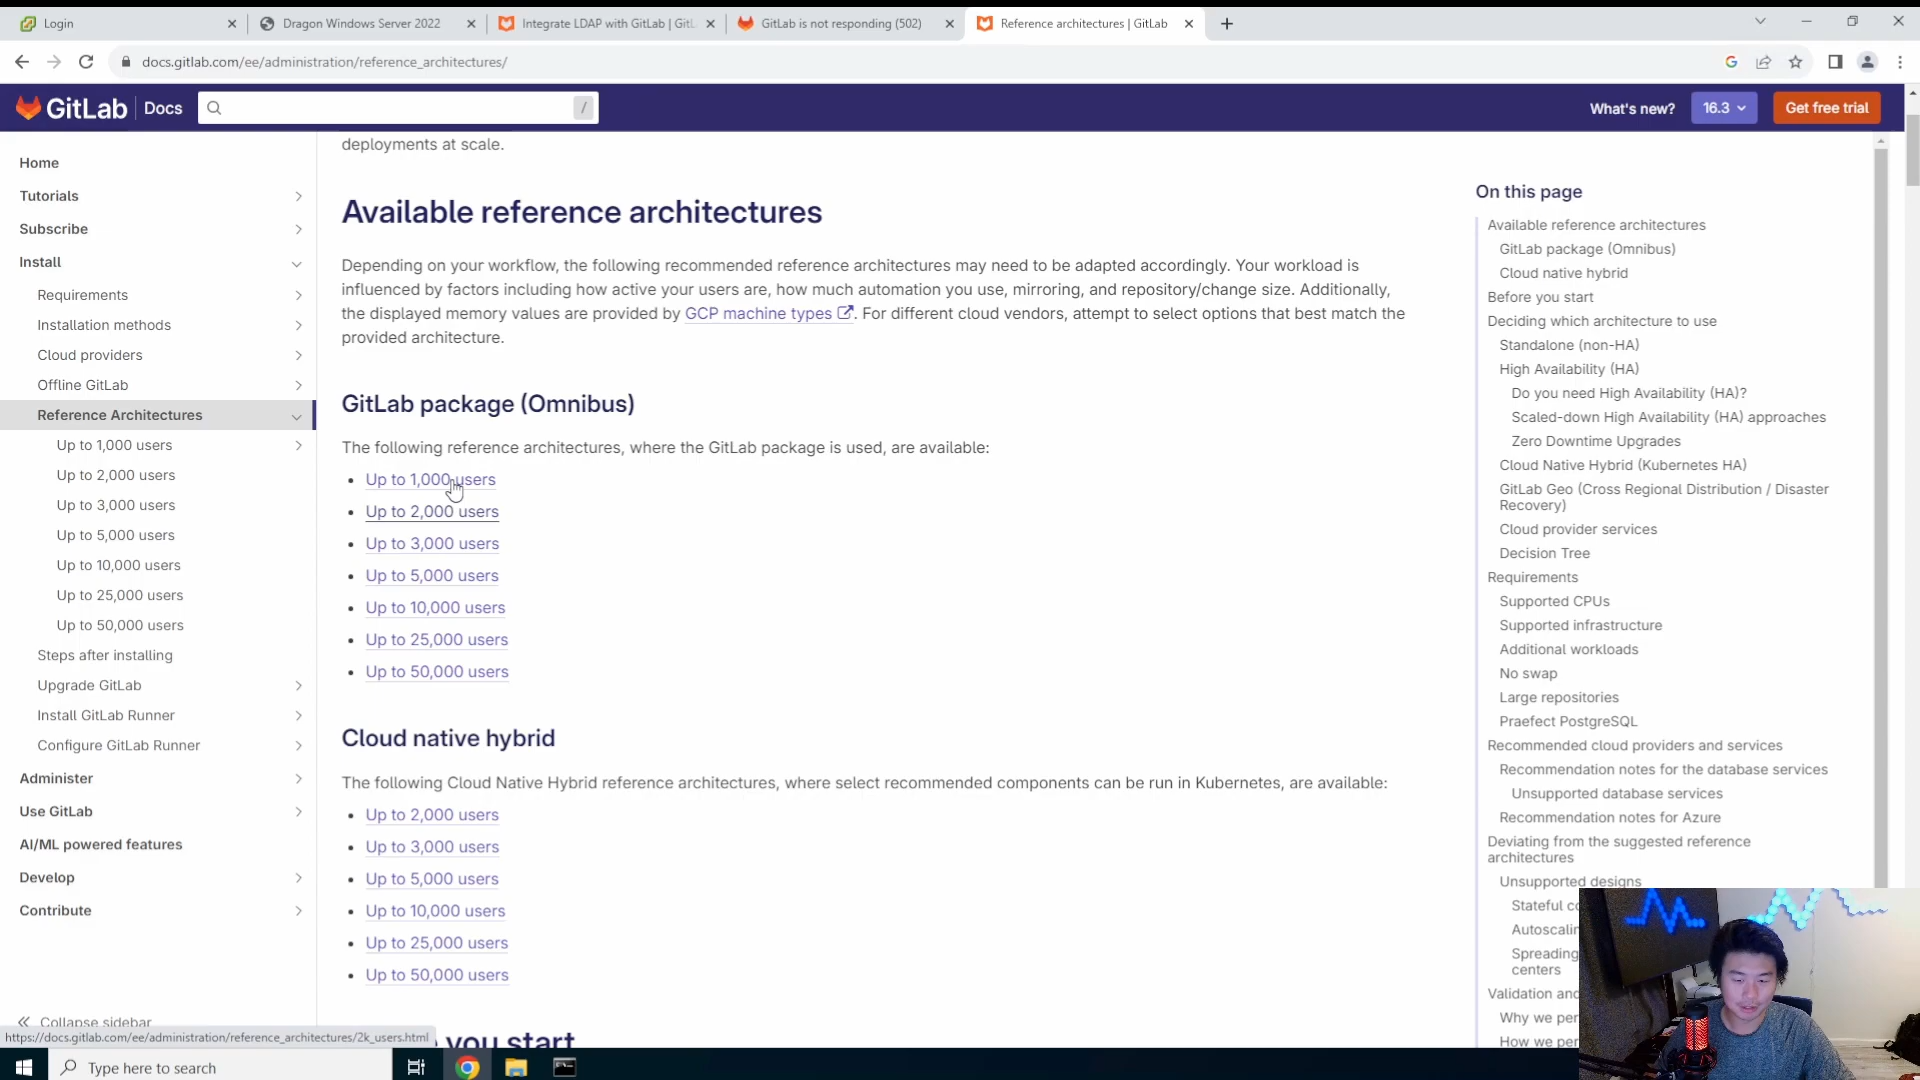 Login
Dragon Windows Server 2022
Integrate LDAP with GitLab | GitL
GitLab is not responding (502)
Reference architectures | GitLab
docs.gitlab.com/ee/administration/reference_architectures/
GitLab Docs
/
What's new?
16.3
Get free trial
Home
Tutorials
Subscribe
Install
Requirements
Installation methods
Cloud providers
Offline GitLab
Reference Architectures
Up to 1,000 users
Up to 2,000 users
Up to 3,000 users
Up to 5,000 users
Up to 10,000 users
Up to 25,000 users
Up to 50,000 users
Steps after installing
Upgrade GitLab
Install GitLab Runner
Configure GitLab Runner
Administer
Use GitLab
AI/ML powered features
Develop
Contribute
Collapse sidebar
deployments at scale.
Available reference architectures
Depending on your workflow, the following recommended reference architectures may need to be adapted accordingly. Your workload is
influenced by factors including how active your users are, how much automation you use, mirroring, and repository/change size. Additionally,
the displayed memory values are provided by GCP machine types. For different cloud vendors, attempt to select options that best match the
provided architecture.
GitLab package (Omnibus)
The following reference architectures, where the GitLab package is used, are available:
Up to 1,000 users
Up to 2,000 users
Up to 3,000 users
Up to 5,000 users
Up to 10,000 users
Up to 25,000 users
Up to 50,000 users
Cloud native hybrid
The following Cloud Native Hybrid reference architectures, where select recommended components can be run in Kubernetes, are available:
Up to 2,000 users
Up to 3,000 users
Up to 5,000 users
Up to 10,000 users
Up to 25,000 users
Up to 50,000 users
you start
On this page
Available reference architectures
GitLab package (Omnibus)
Cloud native hybrid
Before you start
Deciding which architecture to use
Standalone (non-HA)
High Availability (HA)
Do you need High Availability (HA)?
Scaled-down High Availability (HA) approaches
Zero Downtime Upgrades
Cloud Native Hybrid (Kubernetes HA)
GitLab Geo (Cross Regional Distribution / Disaster
Recovery)
Cloud provider services
Decision Tree
Requirements
Supported CPUs
Supported infrastructure
Additional workloads
No swap
Large repositories
Praefect PostgreSQL
Recommended cloud providers and services
Recommendation notes for the database services
Unsupported database services
Recommendation notes for Azure
Deviating from the suggested reference
architectures
Unsupported designs
Stateful co
Autoscalin
Spreading
centers
Validation and
Why we per
How we per
https://docs.gitlab.com/ee/administration/reference_architectures/2k_users.html
Type here to search